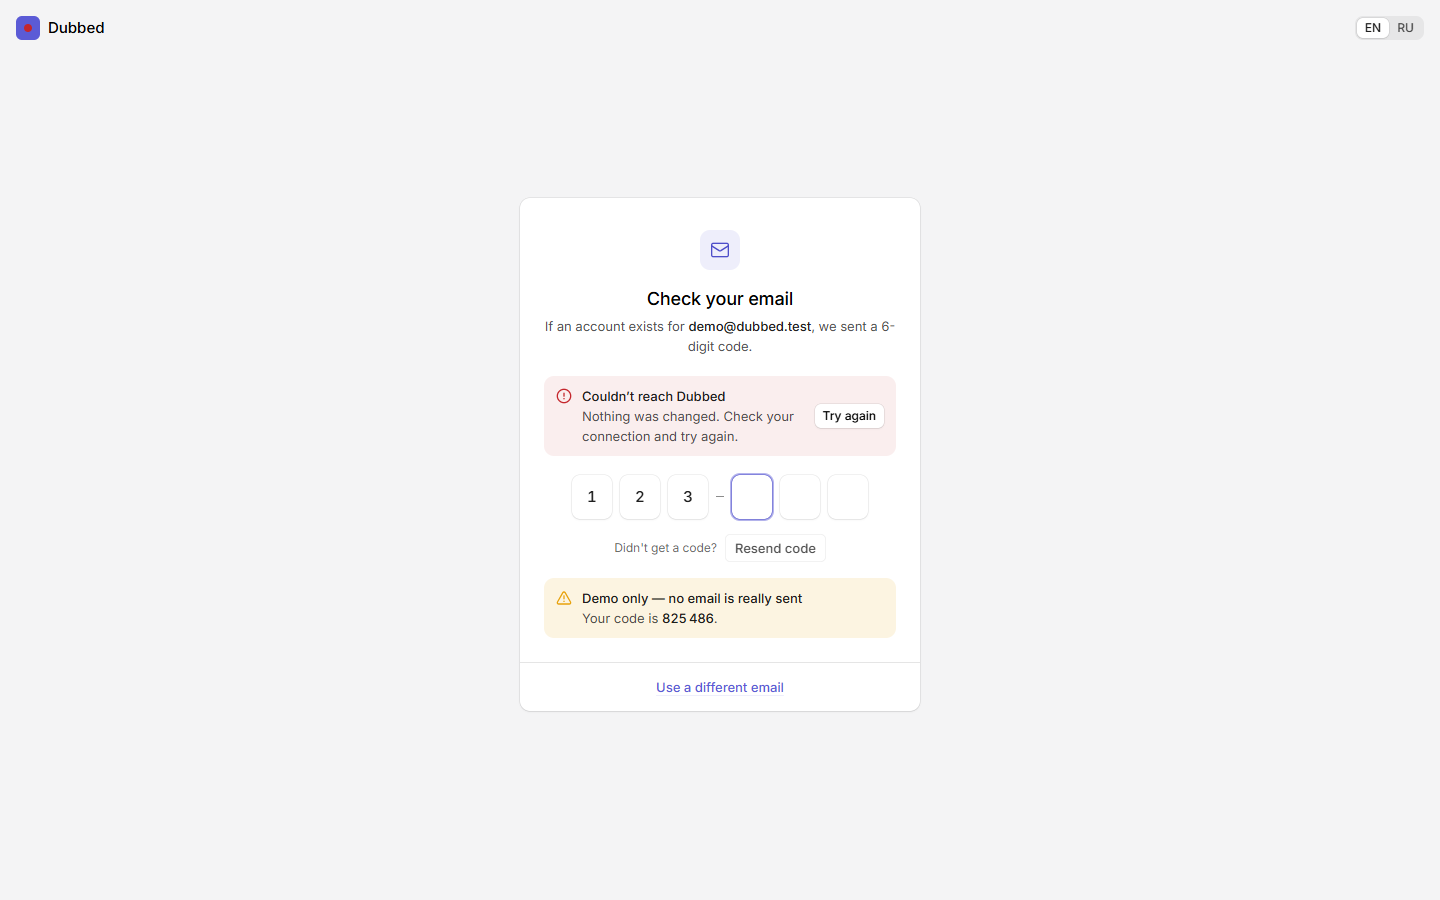 Dubbed
EN RU
Check your email
If an account exists for demo@dubbed.test, we sent a 6-
digit code.
Couldn’t reach Dubbed
Nothing was changed. Check your
connection and try again.
Try again
1 2 3 –
Didn't get a code? Resend code
Demo only — no email is really sent
Your code is 825 486.
Use a different email